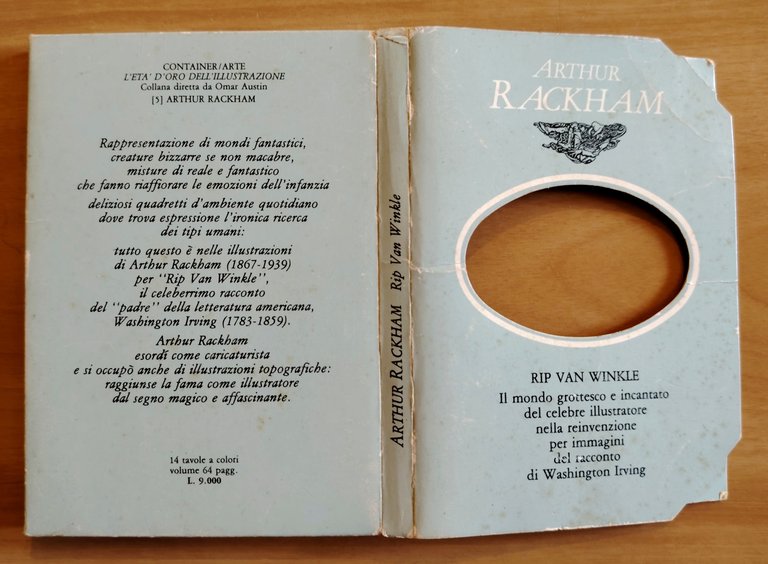 CONTAINER/ARTE
L'ETA' D'ORO DELL'ILLUSTRAZIONE
Collana diretta da Omar Austin
[5] ARTHUR RACKHAM
Rappresentazione di mondi fantastici,
creature bizzarre se non macabre,
misture di reale e fantastico
che fanno riaffiorare le emozioni dell'infanzia
deliziosi quadretti d'ambiente quotidiano
dove trova espressione l'ironica ricerca
dei tipi umani:
tutto questo è nelle illustrazioni
di Arthur Rackham (1867-1939)
per "Rip Van Winkle",
il celeberrimo racconto
del "padre" della letteratura americana,
Washington Irving (1783-1859).
Arthur Rackham
esordì come caricaturista
e si occupò anche di illustrazioni topografiche:
raggiunse la fama come illustratore
dal segno magico e affascinante.
14 tavole a colori
volume 64 pagg.
L. 9.000
ARTHUR RACKHAM Rip Van Winkle
ARTHUR
RACKHAM
RIP VAN WINKLE
Il mondo grottesco e incantato
del celebre illustratore
nella reinvenzione
per immagini
del racconto
di Washington Irving